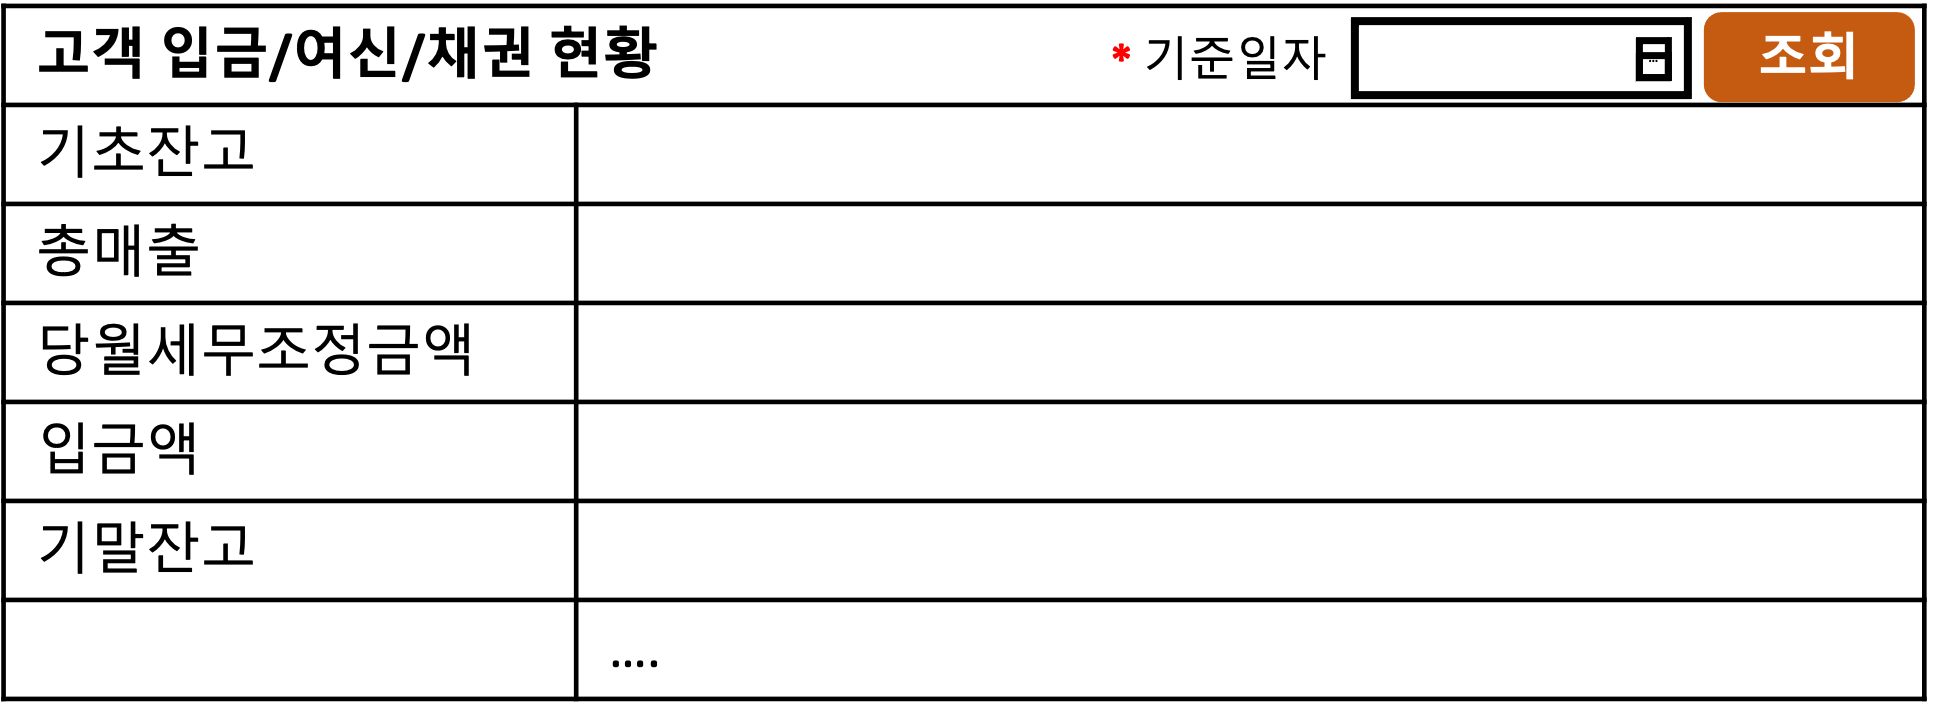 고객 입금/여신/채권 현황 * 기준일자 조회
기초잔고
총매출
당월세무조정금액
입금액
기말잔고
....